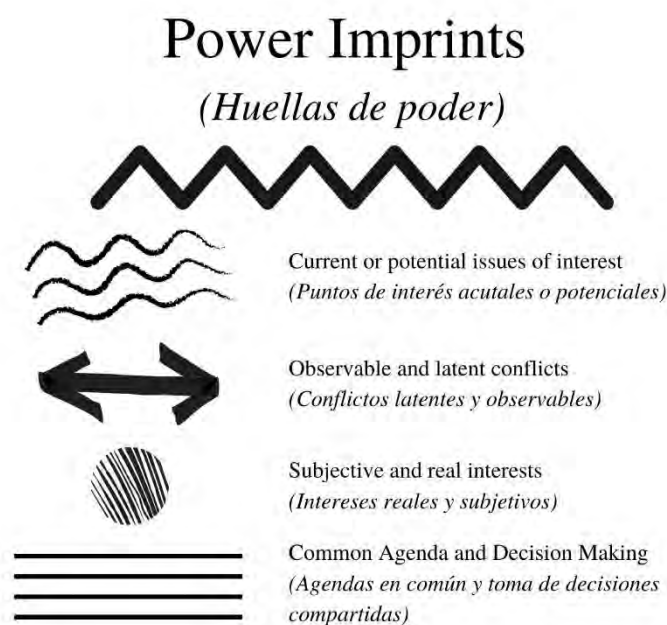 Power Imprints
(Huellas de poder)
Current or potential issues of interest
(Puntos de interés acutales o potenciales)
Observable and latent conflicts
(Conflictos latentes y observables)
Subjective and real interests
(Intereses reales y subjetivos)
Common Agenda and Decision Making
(Agendas en común y toma de decisiones
compartidas)